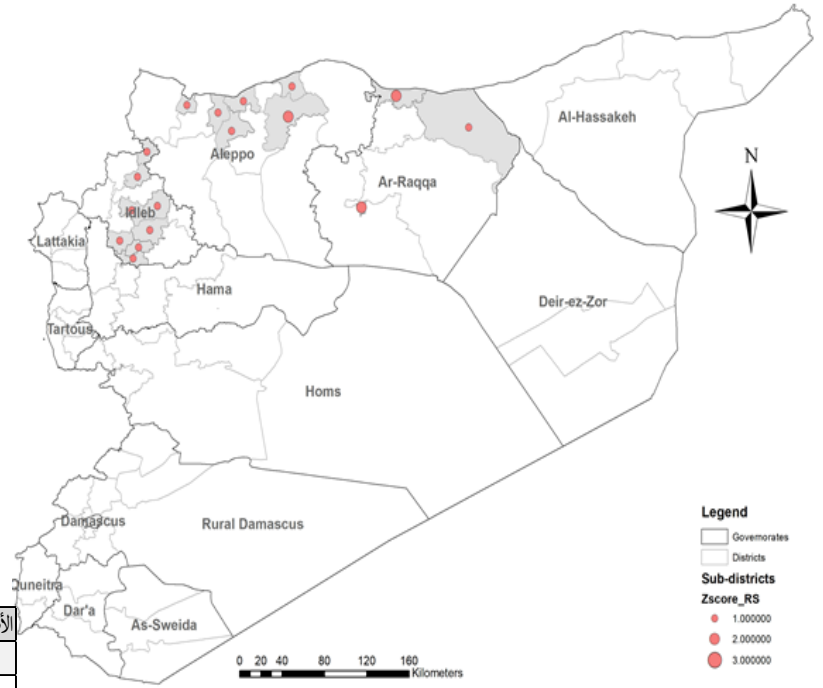 Al-Hassakeh
Aleppo
N
Ar-Raqqa
Idleb
Lattakia
Hama
Deir-ez-Zor
Tartous
Homs
Legend
Governorates
Districts
Sub-districts
Zscore_RS
1.000000
2.000000
3.000000
Damascus
Rural Damascus
Quneitra
Dar'a
As-Sweida
0 20 40 80 120 160
Kilometers